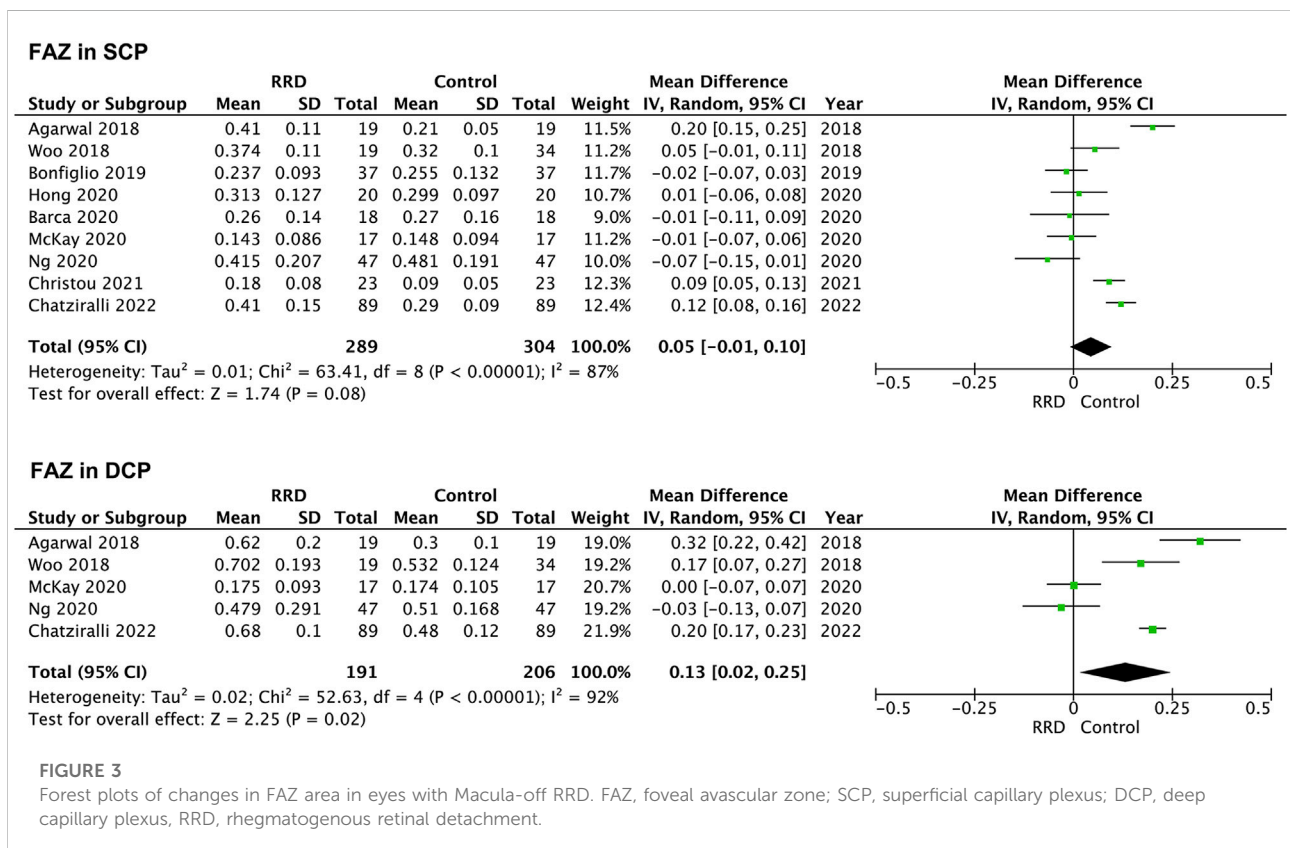 FAZ in SCP
RRD Control Mean Difference Mean Difference
Study or Subgroup Mean SD Total Mean SD Total Weight IV, Random, 95% CI Year IV, Random, 95% CI
Agarwal 2018 0.41 0.11 19 0.21 0.05 19 11.5% 0.20 [0.15, 0.25] 2018
Woo 2018 0.374 0.11 19 0.32 0.1 34 11.2% 0.05 [−0.01, 0.11] 2018
Bonfiglio 2019 0.237 0.093 37 0.255 0.132 37 11.7% −0.02 [−0.07, 0.03] 2019
Hong 2020 0.313 0.127 20 0.299 0.097 20 10.7% 0.01 [−0.06, 0.08] 2020
Barca 2020 0.26 0.14 18 0.27 0.16 18 9.0% −0.01 [−0.11, 0.09] 2020
McKay 2020 0.143 0.086 17 0.148 0.094 17 11.2% −0.01 [−0.07, 0.06] 2020
Ng 2020 0.415 0.207 47 0.481 0.191 47 10.0% −0.07 [−0.15, 0.01] 2020
Christou 2021 0.18 0.08 23 0.09 0.05 23 12.3% 0.09 [0.05, 0.13] 2021
Chatziralli 2022 0.41 0.15 89 0.29 0.09 89 12.4% 0.12 [0.08, 0.16] 2022
Total (95% CI) 289 304 100.0% 0.05 [−0.01, 0.10]
Heterogeneity: Tau² = 0.01; Chi² = 63.41, df = 8 (P < 0.00001); I² = 87%
Test for overall effect: Z = 1.74 (P = 0.08)
−0.5 −0.25 0 0.25 0.5
RRD Control
FAZ in DCP
RRD Control Mean Difference Mean Difference
Study or Subgroup Mean SD Total Mean SD Total Weight IV, Random, 95% CI Year IV, Random, 95% CI
Agarwal 2018 0.62 0.2 19 0.3 0.1 19 19.0% 0.32 [0.22, 0.42] 2018
Woo 2018 0.702 0.193 19 0.532 0.124 34 19.2% 0.17 [0.07, 0.27] 2018
McKay 2020 0.175 0.093 17 0.174 0.105 17 20.7% 0.00 [−0.07, 0.07] 2020
Ng 2020 0.479 0.291 47 0.51 0.168 47 19.2% −0.03 [−0.13, 0.07] 2020
Chatziralli 2022 0.68 0.1 89 0.48 0.12 89 21.9% 0.20 [0.17, 0.23] 2022
Total (95% CI) 191 206 100.0% 0.13 [0.02, 0.25]
Heterogeneity: Tau² = 0.02; Chi² = 52.63, df = 4 (P < 0.00001); I² = 92%
Test for overall effect: Z = 2.25 (P = 0.02)
−0.5 −0.25 0 0.25 0.5
RRD Control
FIGURE 3
Forest plots of changes in FAZ area in eyes with Macula-off RRD. FAZ, foveal avascular zone; SCP, superficial capillary plexus; DCP, deep
capillary plexus, RRD, rhegmatogenous retinal detachment.